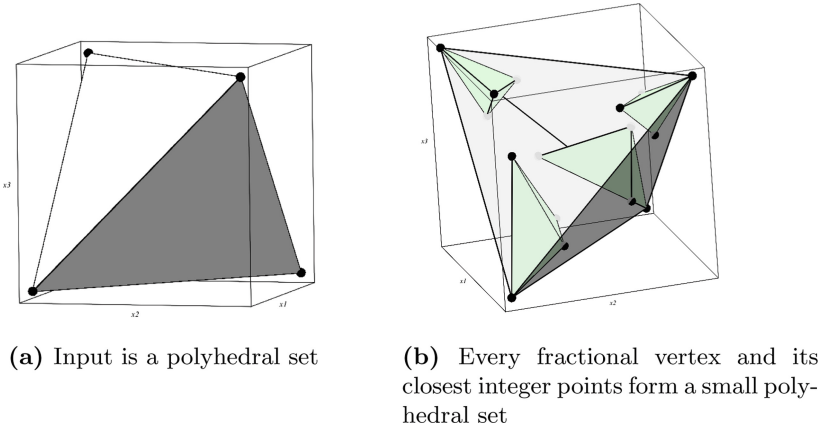 x3
x2
x1
(a) Input is a polyhedral set
x3
x1
x2
(b) Every fractional vertex and its
closest integer points form a small poly-
hedral set